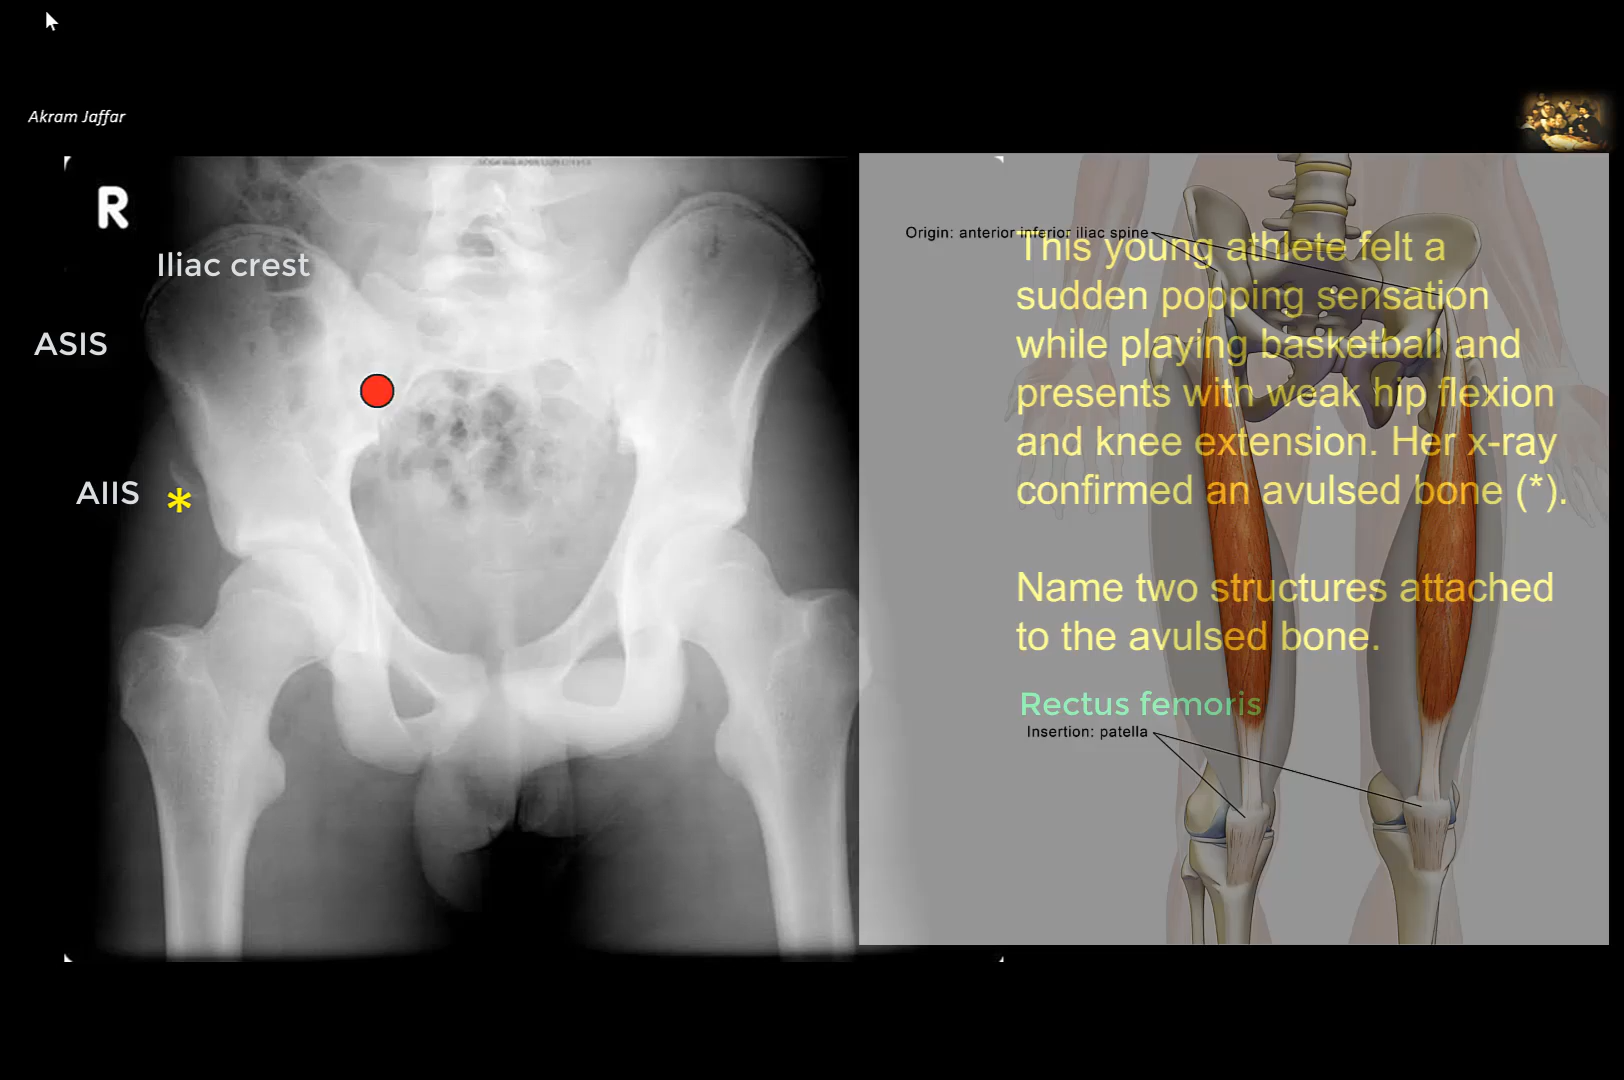 Akram Jaffar
R
Iliac crest
ASIS
AIIS *
Origin: anterior inferior iliac spine
This young athlete felt a
sudden popping sensation
while playing basketball and
presents with weak hip flexion
and knee extension. Her x-ray
confirmed an avulsed bone (*).
Name two structures attached
to the avulsed bone.
Rectus femoris
Insertion: patella